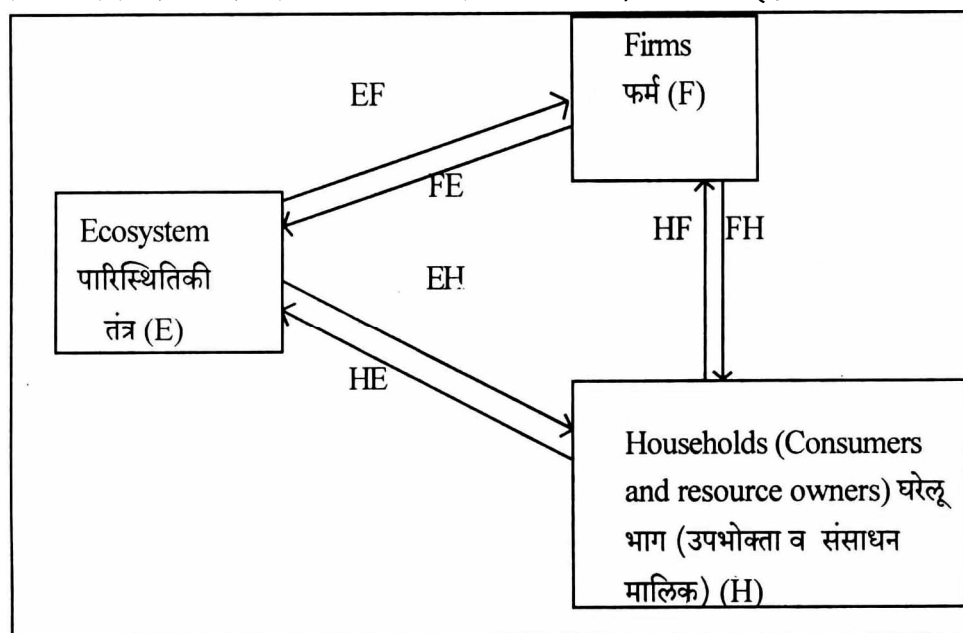 Firms
फर्म (F)
EF
FE
HF FH
Ecosystem
पारिस्थितिकी
तंत्र (E)
EH
HE
Households (Consumers
and resource owners) घरेलू
भाग (उपभोक्ता व संसाधन
मालिक) (H)